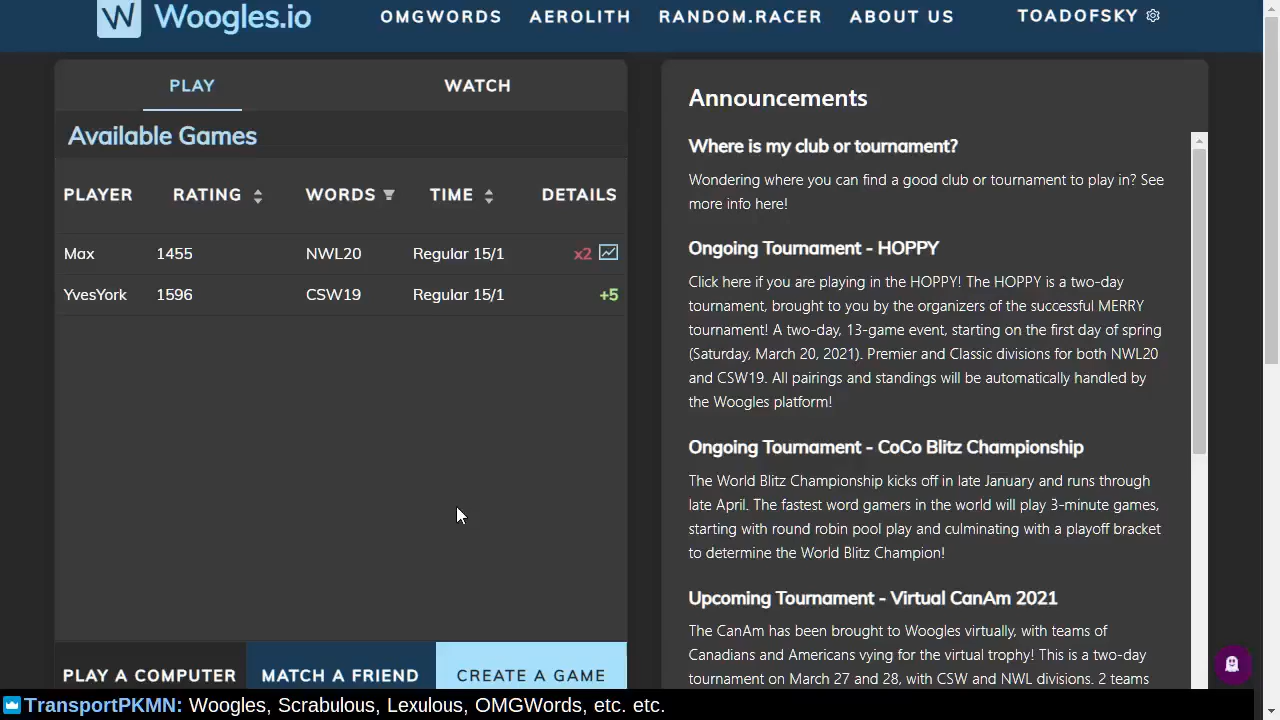 W Woogles.io
OMGWORDS AEROLITH RANDOM.RACER ABOUT US TOADOFSKY
PLAY WATCH
Available Games
PLAYER RATING WORDS TIME DETAILS
Max 1455 NWL20 Regular 15/1 x2
YvesYork 1596 CSW19 Regular 15/1 +5
PLAY A COMPUTER MATCH A FRIEND CREATE A GAME
Announcements
Where is my club or tournament?
Wondering where you can find a good club or tournament to play in? See
more info here!
Ongoing Tournament - HOPPY
Click here if you are playing in the HOPPY! The HOPPY is a two-day
tournament, brought to you by the organizers of the successful MERRY
tournament! A two-day, 13-game event, starting on the first day of spring
(Saturday, March 20, 2021). Premier and Classic divisions for both NWL20
and CSW19. All pairings and standings will be automatically handled by
the Woogles platform!
Ongoing Tournament - CoCo Blitz Championship
The World Blitz Championship kicks off in late January and runs through
late April. The fastest word gamers in the world will play 3-minute games,
starting with round robin pool play and culminating with a playoff bracket
to determine the World Blitz Champion!
Upcoming Tournament - Virtual CanAm 2021
The CanAm has been brought to Woogles virtually, with teams of
Canadians and Americans vying for the virtual trophy! This is a two-day
tournament on March 27 and 28, with CSW and NWL divisions. 2 teams
TransportPKMN: Woogles, Scrabulous, Lexulous, OMGWords, etc. etc.